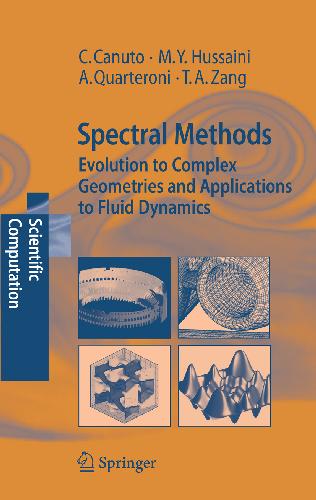 C. Canuto · M. Y. Hussaini
A. Quarteroni · T. A. Zang
Spectral Methods
Evolution to Complex
Geometries and Applications
to Fluid Dynamics
Scientific
Computation
Springer